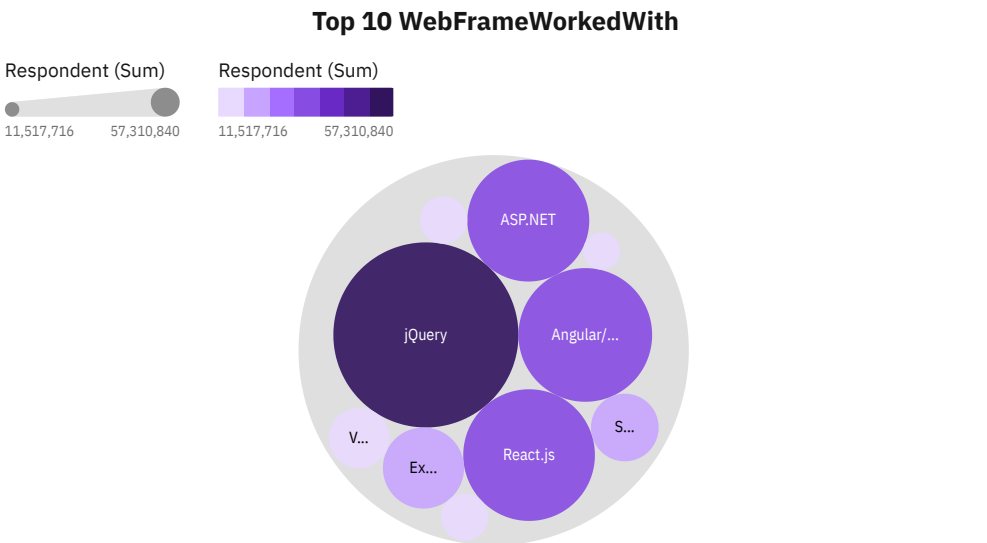 Top 10 WebFrameWorkedWith
Respondent (Sum)
11,517,716
57,310,840
Respondent (Sum)
11,517,716
57,310,840
ASP.NET
jQuery
Angular/...
V...
Ex...
React.js
S...